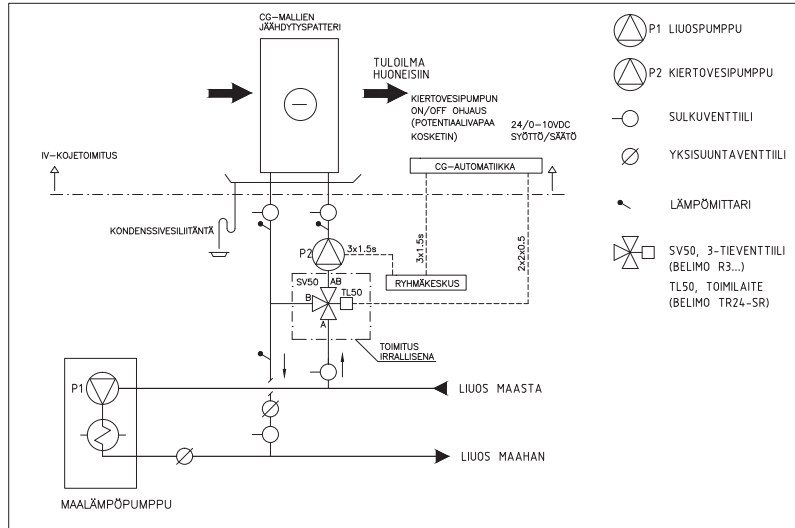 CG-MALLIEN
JÄÄHDYTYSPATTERI
TULOILMA
HUONEISIIN
KIERTOVESIPUMPUN
ON/OFF OHJAUS
(POTENTIAALIVAPAA
KOSKETIN)
24/0-10VDC
SYÖTTÖ/SÄÄTÖ
IV-KOJETOIMITUS
CG-AUTOMATIIKKA
KONDENSSIVESILIITÄNTÄ
P2
3x1.5s
3x1.5s
2x2x0.5
RYHMÄKESKUS
SV50
AB
TL50
B
A
TOIMITUS
IRRALLISENA
P1
LIUOS MAASTA
LIUOS MAAHAN
MAALÄMPÖPUMPPU
P1 LIUOSPUMPPU
P2 KIERTOVESIPUMPPU
SULKUVENTTIILI
YKSISUUNTAVENTTIILI
LÄMPÖMITTARI
SV50, 3-TIEVENTTIILI
(BELIMO R3...)
TL50, TOIMILAITE
(BELIMO TR24-SR)